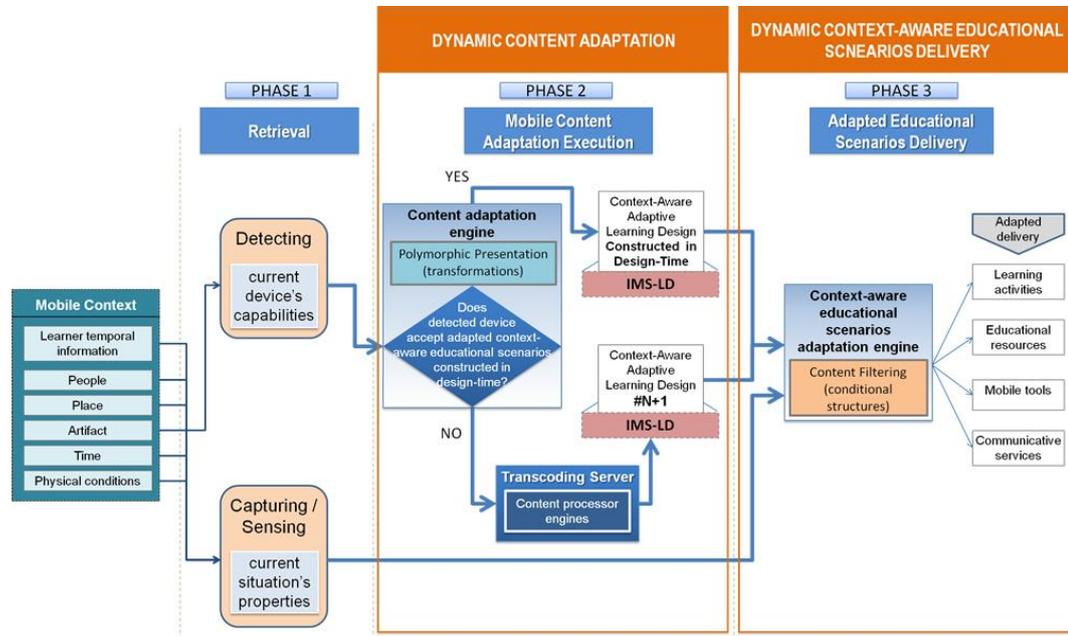 DYNAMIC CONTENT ADAPTATION
DYNAMIC CONTEXT-AWARE EDUCATIONAL
SCNEARIOS DELIVERY
PHASE 1
Retrieval
PHASE 2
Mobile Content
Adaptation Execution
PHASE 3
Adapted Educational
Scenarios Delivery
Mobile Context
Learner temporal
information
People
Place
Artifact
Time
Physical conditions
Detecting
current
device's
capabilities
Capturing /
Sensing
current
situation's
properties
YES
Content adaptation
engine
Polymorphic Presentation
(transformations)
Does
detected device
accept adapted context-
aware educational scenarios
constructed in
design-time?
NO
Context-Aware
Adaptive
Learning Design
Constructed in
Design-Time
IMS-LD
Context-Aware
Adaptive
Learning Design
#N+1
IMS-LD
Transcoding Server
Content processor
engines
Context-aware
educational
scenarios
adaptation engine
Content Filtering
(conditional
structures)
Adapted
delivery
Learning
activities
Educational
resources
Mobile tools
Communicative
services